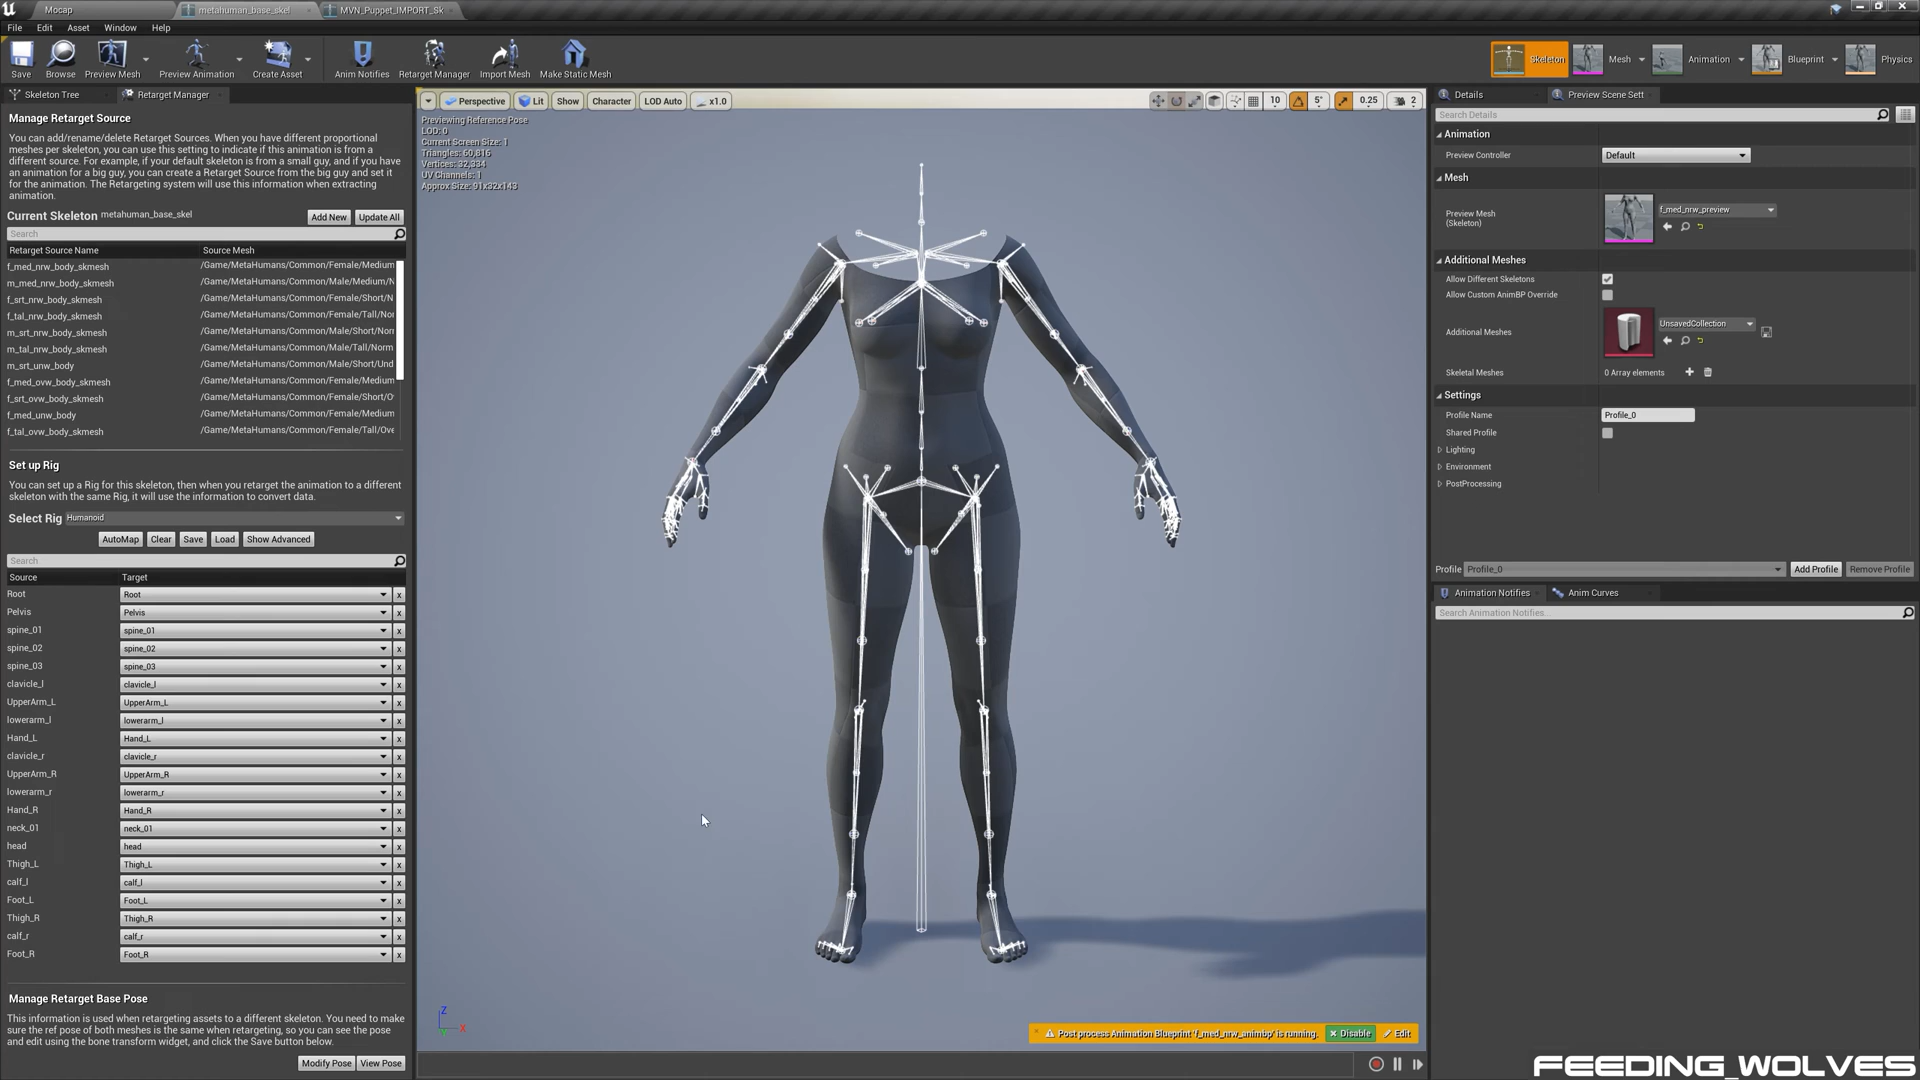 Mocap
metahuman_base_skel
MVN_Puppet_IMPORT_Sk
File Edit Asset Window Help
Save Browse Preview Mesh Preview Animation Create Asset Anim Notifies Retarget Manager Import Mesh Make Static Mesh
Skeleton Mesh Animation Blueprint Physics
Skeleton Tree Retarget Manager
Manage Retarget Source
You can add/rename/delete Retarget Sources. When you have different proportional
meshes per skeleton, you can use this setting to indicate if this animation is from a
different source. For example, if your default skeleton is from a small guy, and if you have
an animation for a big guy, you can create a Retarget Source from the big guy and set it
for the animation. The Retargeting system will use this information when extracting
animation.
Current Skeleton metahuman_base_skel Add New Update All
Search
Retarget Source Name Source Mesh
f_med_nrw_body_skmesh /Game/MetaHumans/Common/Female/Medium
m_med_nrw_body_skmesh /Game/MetaHumans/Common/Male/Medium/N
f_srt_nrw_body_skmesh /Game/MetaHumans/Common/Female/Short/N
f_tal_nrw_body_skmesh /Game/MetaHumans/Common/Female/Tall/Nor
m_srt_nrw_body_skmesh /Game/MetaHumans/Common/Male/Short/Nor
m_tal_nrw_body_skmesh /Game/MetaHumans/Common/Male/Tall/Norm
m_srt_unw_body /Game/MetaHumans/Common/Male/Short/Und
f_med_ovw_body_skmesh /Game/MetaHumans/Common/Female/Medium
f_srt_ovw_body_skmesh /Game/MetaHumans/Common/Female/Short/O
f_med_unw_body /Game/MetaHumans/Common/Female/Medium
f_tal_ovw_body_skmesh /Game/MetaHumans/Common/Female/Tall/Ove
Set up Rig
You can set up a Rig for this skeleton, then when you retarget the animation to a different
skeleton with the same Rig, it will use the information to convert data.
Select Rig Humanoid
AutoMap Clear Save Load Show Advanced
Search
Source Target
Root Root x
Pelvis Pelvis x
spine_01 spine_01 x
spine_02 spine_02 x
spine_03 spine_03 x
clavicle_l clavicle_l x
UpperArm_L UpperArm_L x
lowerarm_l lowerarm_l x
Hand_L Hand_L x
clavicle_r clavicle_r x
UpperArm_R UpperArm_R x
lowerarm_r lowerarm_r x
Hand_R Hand_R x
neck_01 neck_01 x
head head x
Thigh_L Thigh_L x
calf_l calf_l x
Foot_L Foot_L x
Thigh_R Thigh_R x
calf_r calf_r x
Foot_R Foot_R x
Manage Retarget Base Pose
This information is used when retargeting assets to a different skeleton. You need to make
sure the ref pose of both meshes is the same when retargeting, so you can see the pose
and edit using the bone transform widget, and click the Save button below.
Modify Pose View Pose
Perspective Lit Show Character LOD Auto x1.0 10 5° 0.25 2
Previewing Reference Pose
LOD: 0
Current Screen Size: 1
Triangles: 60,816
Vertices: 32,334
UV Channels: 1
Approx Size: 91x32x143
Z
X
Post process Animation Blueprint 'f_med_nrw_animbp' is running. Disable Edit
Details Preview Scene Sett
Search Details
Animation
Preview Controller Default
Mesh
Preview Mesh
(Skeleton)
f_med_nrw_preview
Additional Meshes
Allow Different Skeletons
Allow Custom AnimBP Override
Additional Meshes UnsavedCollection
Skeletal Meshes 0 Array elements
Settings
Profile Name Profile_0
Shared Profile
Lighting
Environment
PostProcessing
Profile Profile_0 Add Profile Remove Profile
Animation Notifies Anim Curves
Search Animation Notifies...
FEEDING_WOLVES